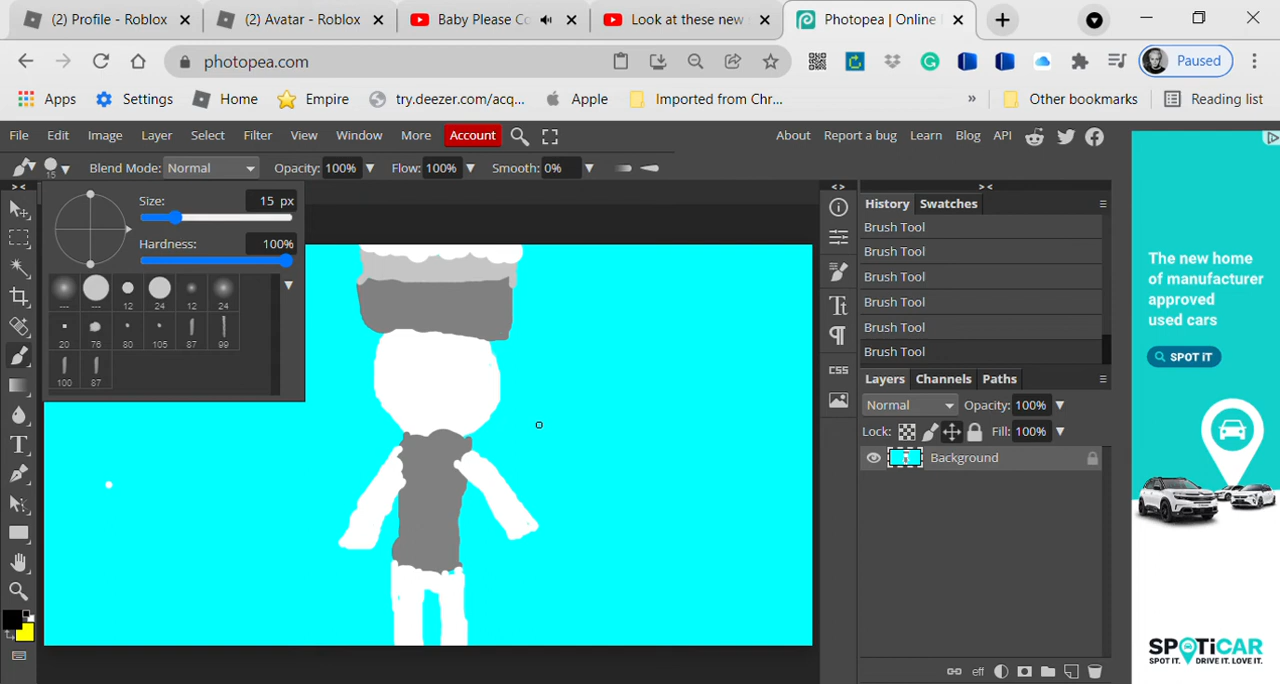 (2) Profile - Roblox
(2) Avatar - Roblox
Baby Please Co
Look at these new
Photopea | Online
photopea.com
Paused
Apps
Settings
Home
Empire
try.deezer.com/acq...
Apple
Imported from Chr...
»
Other bookmarks
Reading list
File Edit Image Layer Select Filter View Window More Account
About Report a bug Learn Blog API
15
Blend Mode: Normal Opacity: 100% Flow: 100% Smooth: 0%
> <
Size: 15 px
Hardness: 100%
--- --- 12 24 12 24
20 76 80 105 87 99
100 87
T
< >
> <
History Swatches
Brush Tool
Brush Tool
Brush Tool
Brush Tool
Brush Tool
Brush Tool
Tt
CSS
Layers Channels Paths
Normal Opacity: 100%
Lock: Fill: 100%
Background
eff
The new home
of manufacturer
approved
used cars
SPOT iT
SPOTiCAR
SPOT IT. DRIVE IT. LOVE IT.